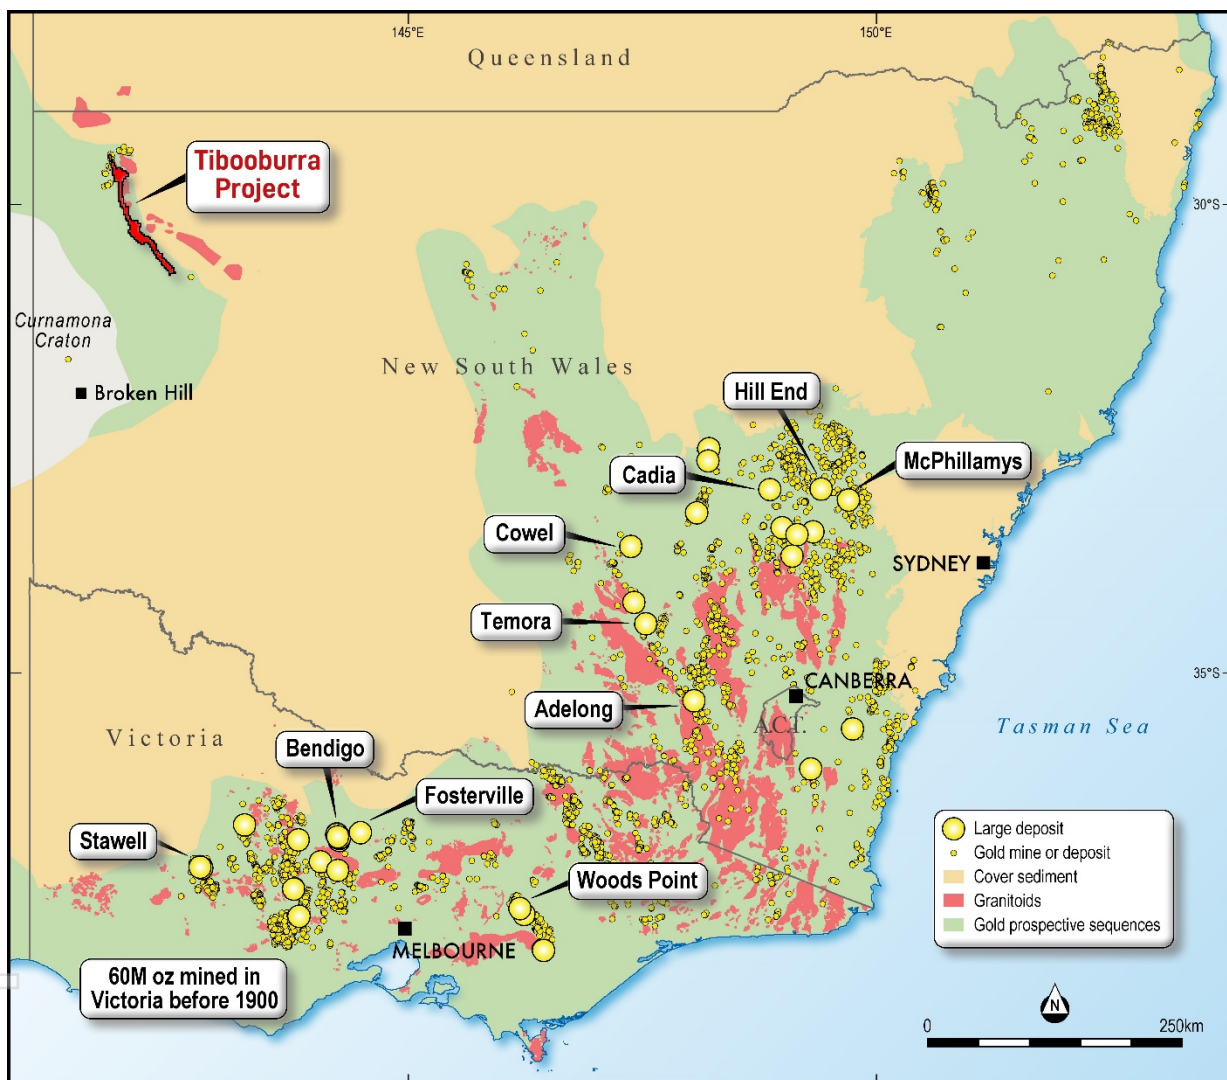 145°E
150°E
Queensland
Tibooburra
Project
30°S
Curnamona
Craton
New South Wales
Broken Hill
Hill End
McPhillamys
Cadia
Cowel
SYDNEY
Temora
35°S
CANBERRA
Adelong
A.C.T.
Tasman Sea
Victoria
Bendigo
Fosterville
Stawell
Woods Point
MELBOURNE
60M oz mined in
Victoria before 1900
Large deposit
Gold mine or deposit
Cover sediment
Granitoids
Gold prospective sequences
N
0
250km